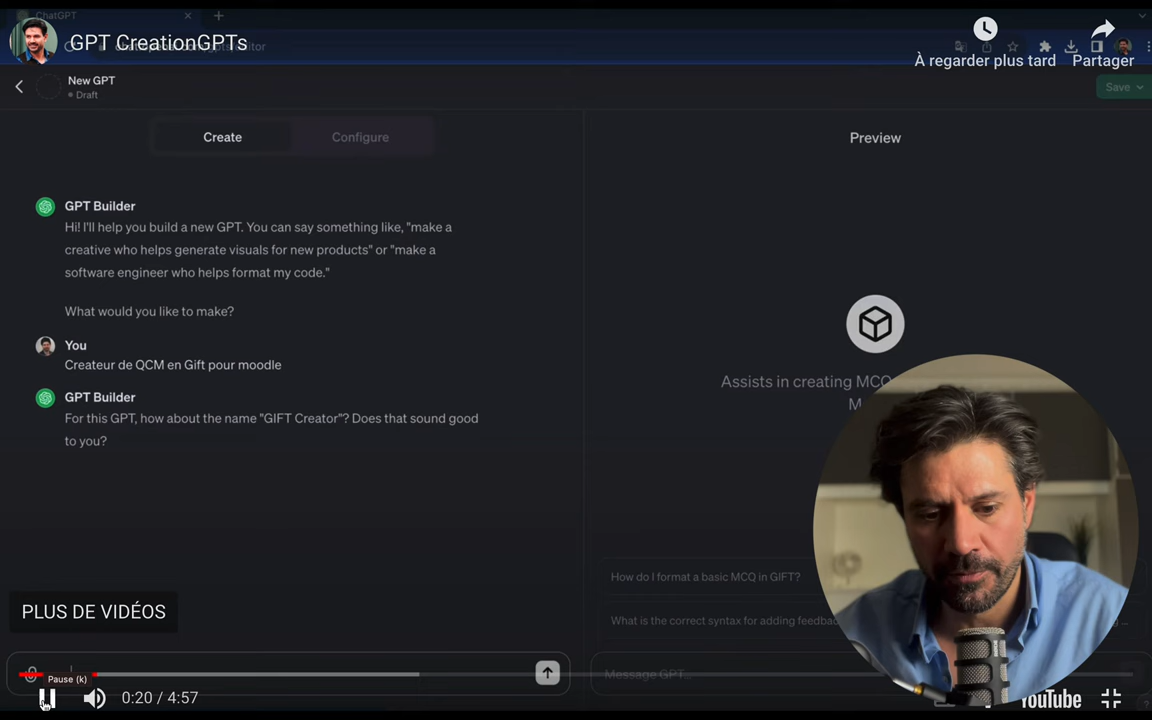 ChatGPT
GPT CreationGPTs
À regarder plus tard
Partager
New GPT
Draft
Save
Create
Configure
Preview
GPT Builder
Hi! I'll help you build a new GPT. You can say something like, "make a
creative who helps generate visuals for new products" or "make a
software engineer who helps format my code."
What would you like to make?
You
Createur de QCM en Gift pour moodle
GPT Builder
For this GPT, how about the name "GIFT Creator"? Does that sound good
to you?
Assists in creating MCQ
M
How do I format a basic MCQ in GIFT?
What is the correct syntax for adding feedba
PLUS DE VIDÉOS
Message GPT...
Pause (k)
0:20 / 4:57
YouTube